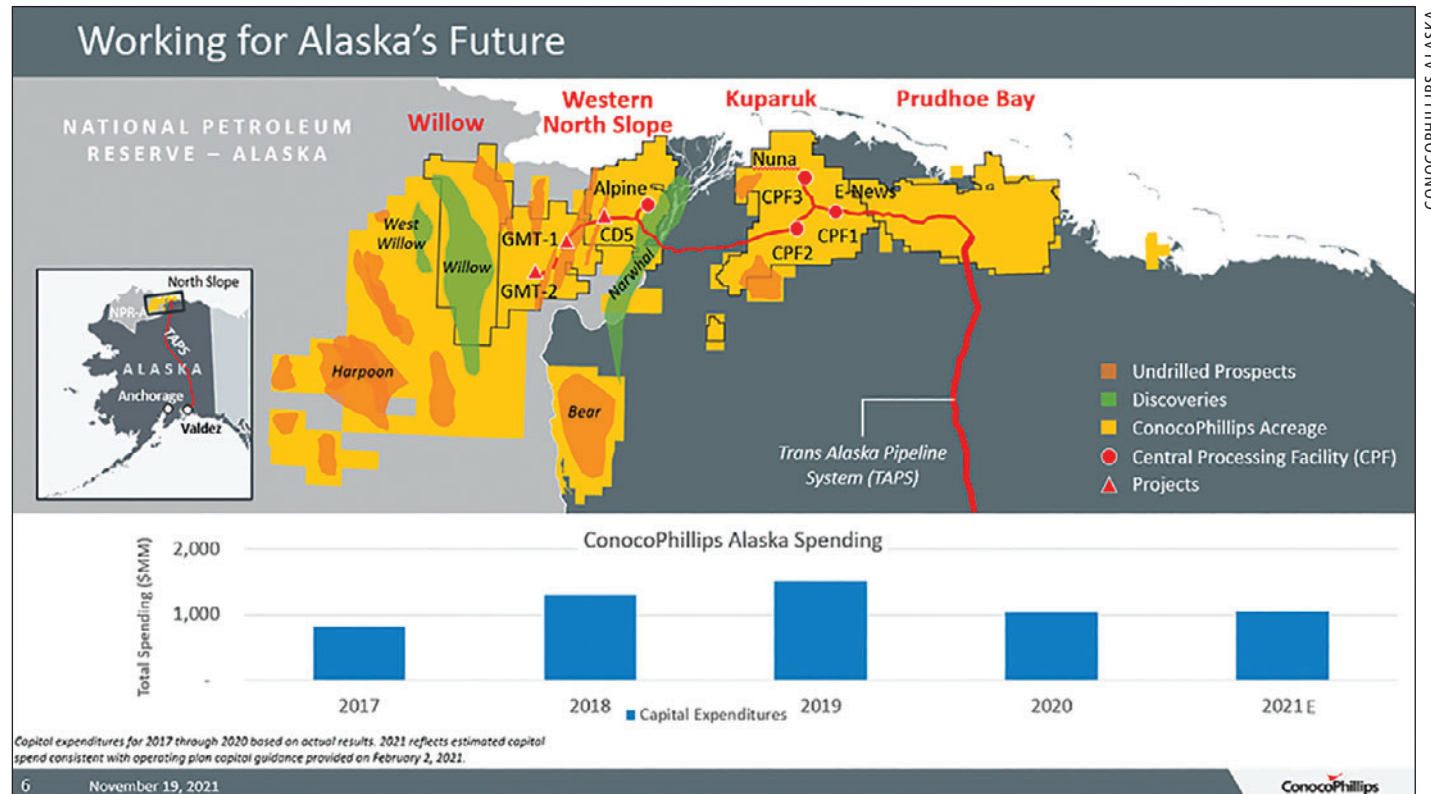 Working for Alaska's Future
CONOCOPHILLIPS ALASKA
NATIONAL PETROLEUM
RESERVE – ALASKA
Willow
Western
North Slope
Kuparuk
Prudhoe Bay
Nuna
Alpine
CPF3
E-News
West
Willow
GMT-1
CD5
CPF1
CPF2
Willow
GMT-2
Narwhal
North Slope
NPR-A
TAPS
ALASKA
Anchorage
Valdez
Harpoon
Bear
Undrilled Prospects
Discoveries
ConocoPhillips Acreage
Central Processing Facility (CPF)
Projects
Trans Alaska Pipeline
System (TAPS)
ConocoPhillips Alaska Spending
Total Spending ($MM)
2,000
1,000
-
2017
2018
2019
2020
2021E
Capital Expenditures
Capital expenditures for 2017 through 2020 based on actual results. 2021 reflects estimated capital
spend consistent with operating plan capital guidance provided on February 2, 2021.
6 November 19, 2021
ConocoPhillips